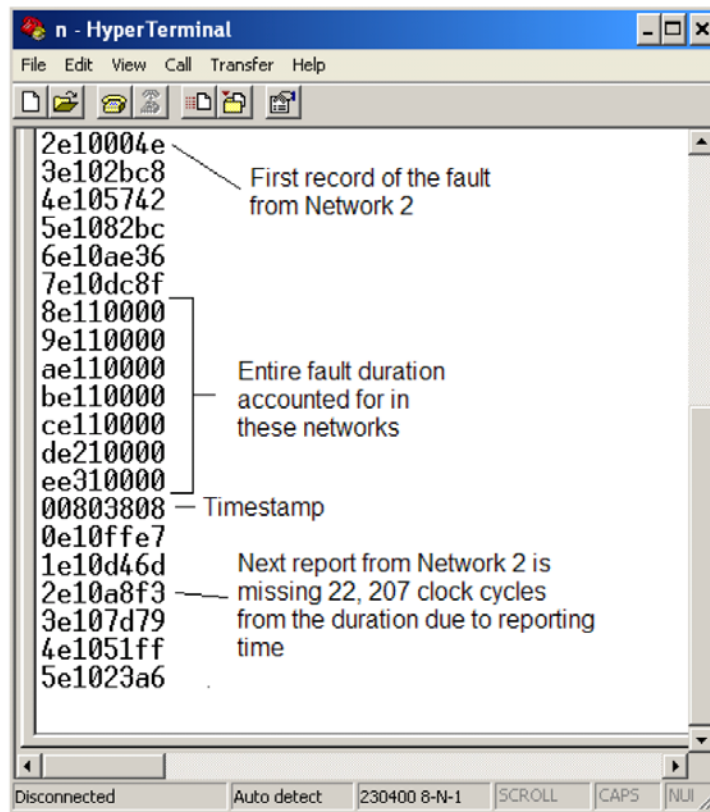 n - HyperTerminal
File Edit View Call Transfer Help
2e10004e
3e102bc8
4e105742
5e1082bc
6e10ae36
7e10dc8f
8e110000
9e110000
ae110000
be110000
ce110000
de210000
ee310000
00803808
0e10ffe7
1e10d46d
2e10a8f3
3e107d79
4e1051ff
5e1023a6
First record of the fault
from Network 2
Entire fault duration
accounted for in
these networks
Timestamp
Next report from Network 2 is
missing 22, 207 clock cycles
from the duration due to reporting
time
Disconnected Auto detect 230400 8-N-1 SCROLL CAPS NUI